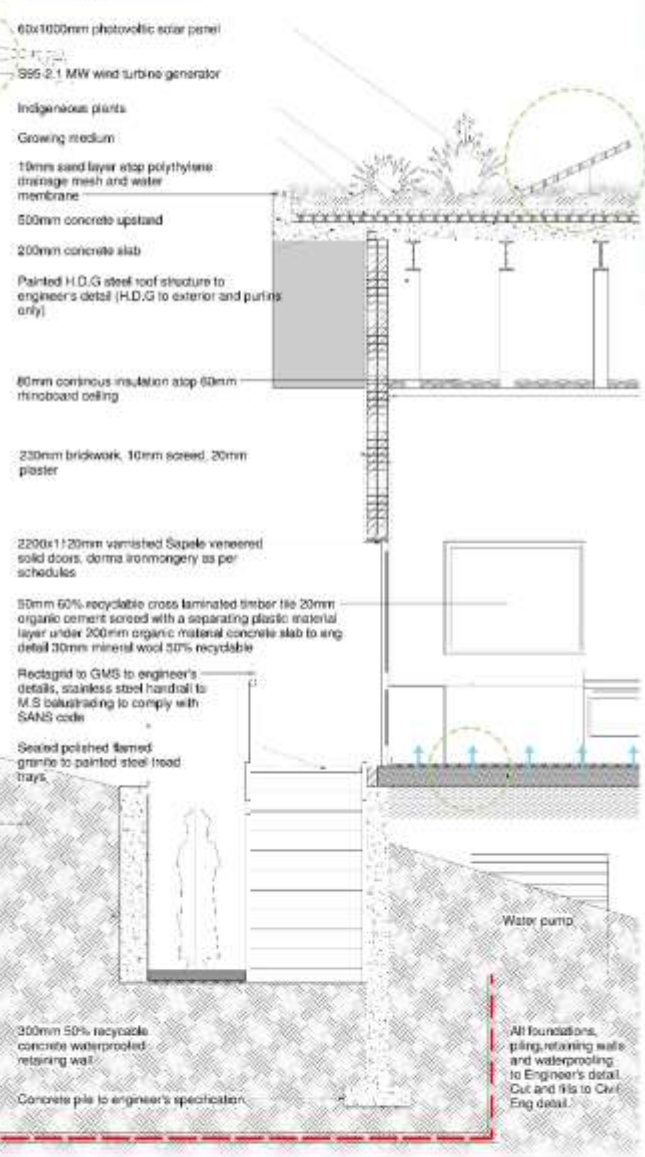 60x1000mm photovoltic solar panel
S95-2.1 MW wind turbine generator
Indigeneous plants
Growing medium
19mm sand layer atop polythylene
drainage mesh and water
membrane
500mm concrete upstand
200mm concrete slab
Painted H.D.G steel roof structure to
engineer's detail (H.D.G to exterior and purlins
only)
80mm continous insulation atop 60mm
rhinoboard ceiling
230mm brickwork, 10mm screed, 20mm
plaster
2200x1120mm varnished Sapele veneered
solid doors, dorma ironmongery as per
schedules
50mm 60% recyclable cross laminated timber tile 20mm
organic cement screed with a separating plastic material
layer under 200mm organic material concrete slab to eng
detail 30mm mineral wool 50% recyclable
Rectagrid to GMS to engineer's
details, stainless steel handrail to
M.S balustrading to comply with
SANS code
Sealed polished flamed
granite to painted steel tread
trays
Water pump
300mm 50% recycable
concrete waterproofed
retaining wall
All foundations,
piling,retaining walls
and waterproofing
to Engineer's detail.
Cut and fills to Civil
Eng detail.
Concrete pile to engineer's specification